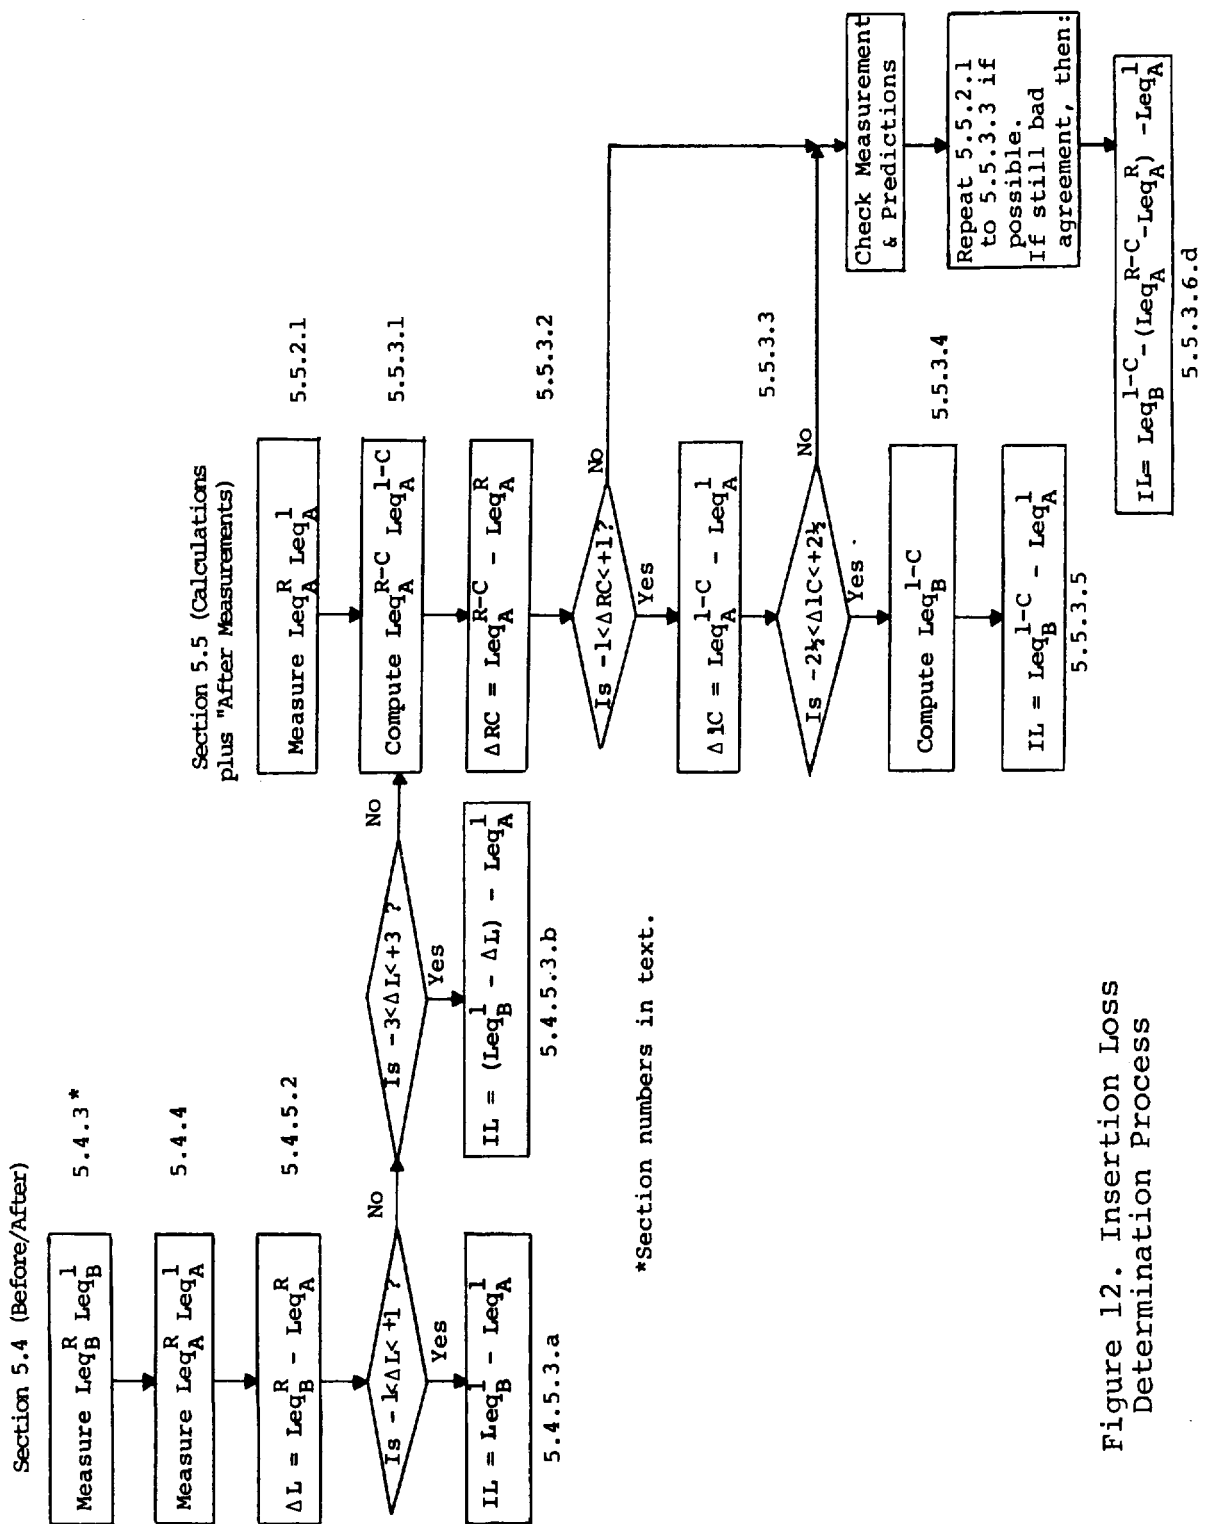 Section 5.4 (Before/After)
Measure Leq_B^R Leq_B^1
5.4.3*
Measure Leq_A^R Leq_A^1
5.4.4
ΔL = Leq_B^R - Leq_A^R
5.4.5.2
Is -1<ΔL<+1 ?
No
Yes
IL = Leq_B^1 - Leq_A^1
5.4.5.3.a
Is -3<ΔL<+3 ?
No
Yes
IL = (Leq_B^1 - ΔL) - Leq_A^1
5.4.5.3.b
Section 5.5 (Calculations
plus "After Measurements)
Measure Leq_A^R Leq_A^1
5.5.2.1
Compute Leq_A^R-C Leq_A^1-C
5.5.3.1
ΔRC = Leq_A^R-C - Leq_A^R
5.5.3.2
Is -1<ΔRC<+1?
No
Yes
Δ1C = Leq_A^1-C - Leq_A^1
5.5.3.3
Is -2½<Δ1C<+2½
No
Yes
Compute Leq_B^1-C
5.5.3.4
IL = Leq_B^1-C - Leq_A^1
5.5.3.5
Check Measurement
& Predictions
Repeat 5.5.2.1
to 5.5.3.3 if
possible.
If still bad
agreement, then:
IL= Leq_B^1-C -(Leq_A^R-C -Leq_A^R) -Leq_A^1
5.5.3.6.d
*Section numbers in text.
Figure 12. Insertion Loss
Determination Process